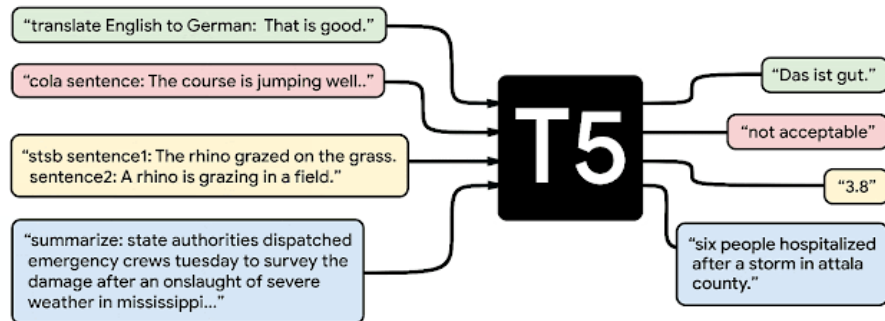 "translate English to German: That is good."
"cola sentence: The course is jumping well.."
"stsb sentence1: The rhino grazed on the grass.
sentence2: A rhino is grazing in a field."
"summarize: state authorities dispatched
emergency crews tuesday to survey the
damage after an onslaught of severe
weather in mississippi..."
T5
"Das ist gut."
"not acceptable"
"3.8"
"six people hospitalized
after a storm in attala
county."